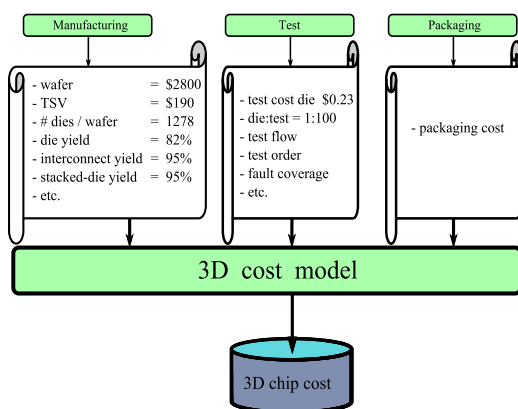 Manufacturing
Test
Packaging
- wafer = $2800
- TSV = $190
- # dies / wafer = 1278
- die yield = 82%
- interconnect yield = 95%
- stacked-die yield = 95%
- etc.
- test cost die $0.23
- die:test = 1:100
- test flow
- test order
- fault coverage
- etc.
- packaging cost
3D cost model
3D chip cost